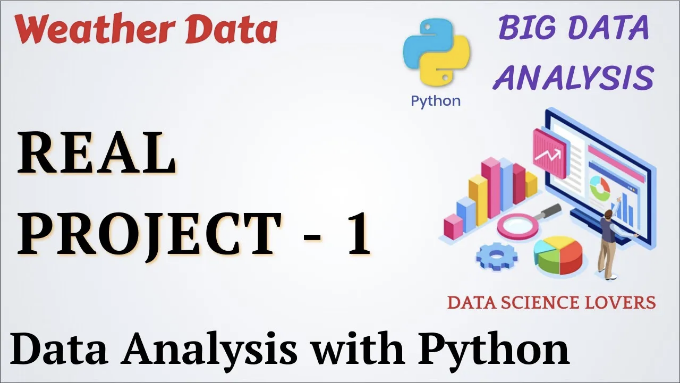 Weather Data
BIG DATA
ANALYSIS
Python
REAL
PROJECT - 1
DATA SCIENCE LOVERS
Data Analysis with Python